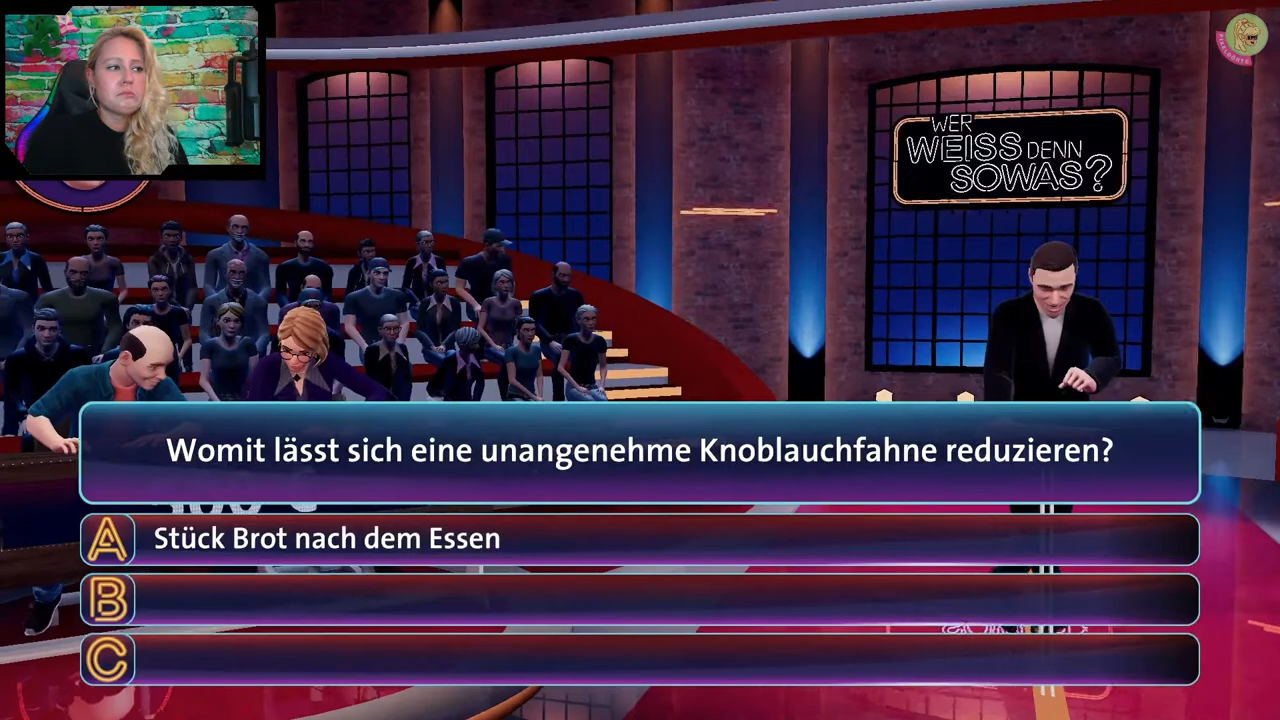 WER
WEISS DENN
SOWAS?
Womit lässt sich eine unangenehme Knoblauchfahne reduzieren?
A Stück Brot nach dem Essen
B
C